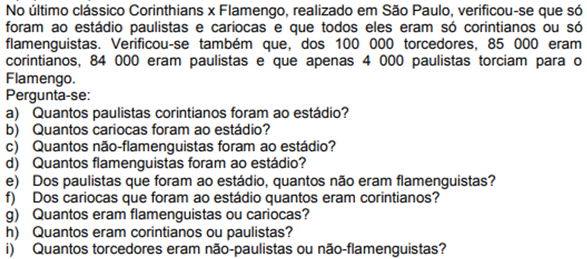 No último clássico Corinthians x Flamengo, realizado em São Paulo, verificou-se que só
foram ao estádio paulistas e cariocas e que todos eles eram só corintianos ou só
flamenguistas. Verificou-se também que, dos 100 000 torcedores, 85 000 eram
corintianos, 84 000 eram paulistas e que apenas 4 000 paulistas torciam para o
Flamengo.
Pergunta-se:
a) Quantos paulistas corintianos foram ao estádio?
b) Quantos cariocas foram ao estádio?
c) Quantos não-flamenguistas foram ao estádio?
d) Quantos flamenguistas foram ao estádio?
e) Dos paulistas que foram ao estádio, quantos não eram flamenguistas?
f) Dos cariocas que foram ao estádio quantos eram corintianos?
g) Quantos eram flamenguistas ou cariocas?
h) Quantos eram corintianos ou paulistas?
i) Quantos torcedores eram não-paulistas ou não-flamenguistas?